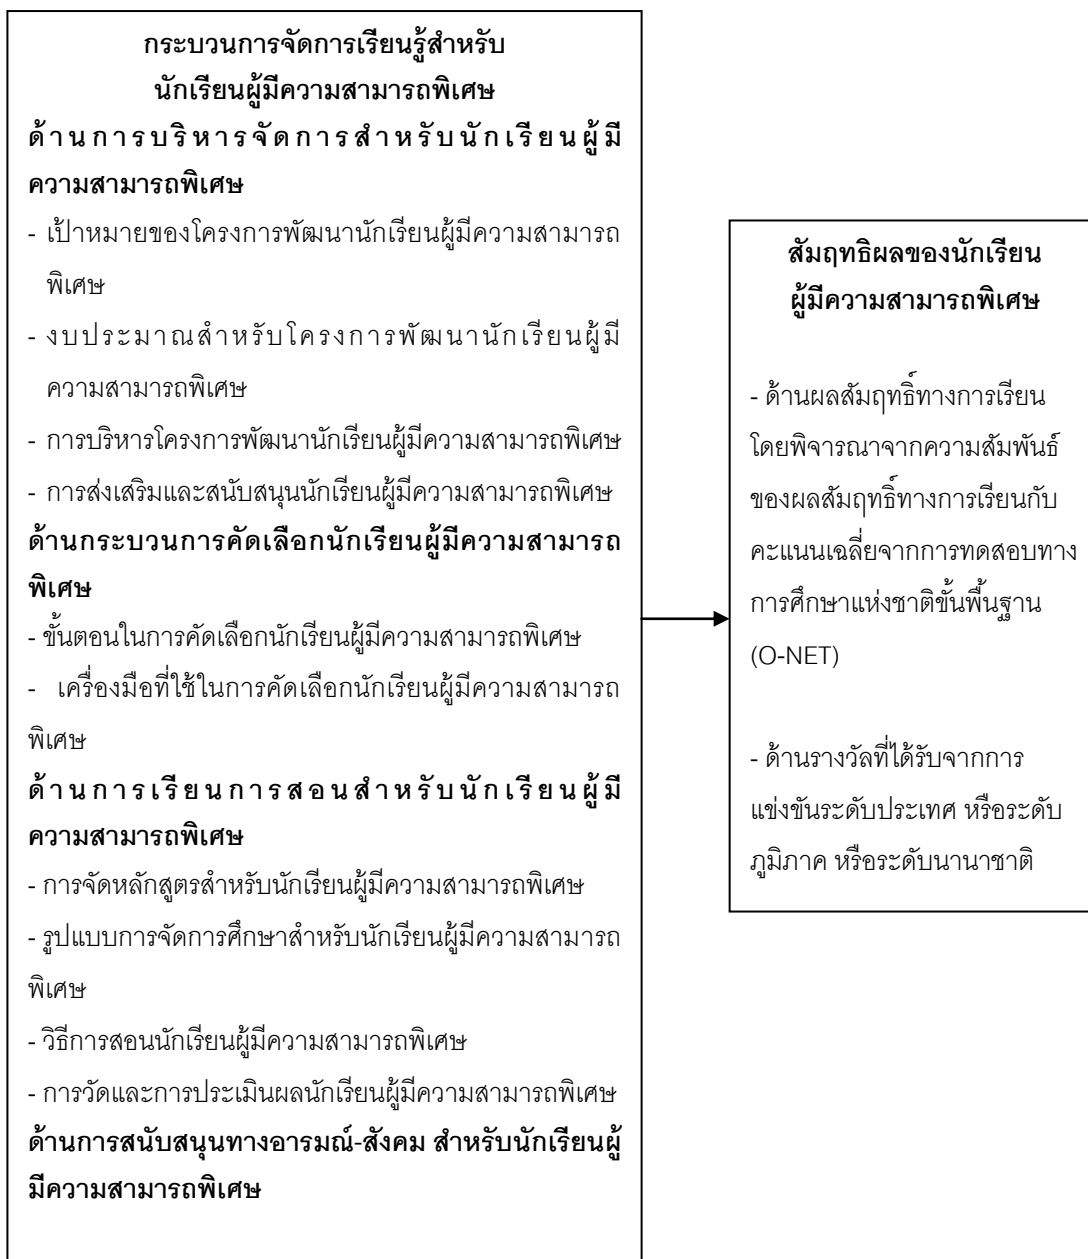 กระบวนการจัดการเรียนรู้สำหรับ
นักเรียนผู้มีความสามารถพิเศษ
ด้านการบริหารจัดการสำหรับนักเรียนผู้มี
ความสามารถพิเศษ
- เป้าหมายของโครงการพัฒนานักเรียนผู้มีความสามารถ
พิเศษ
- งบประมาณสำหรับโครงการพัฒนานักเรียนผู้มี
ความสามารถพิเศษ
- การบริหารโครงการพัฒนานักเรียนผู้มีความสามารถพิเศษ
- การส่งเสริมและสนับสนุนนักเรียนผู้มีความสามารถพิเศษ
ด้านกระบวนการคัดเลือกนักเรียนผู้มีความสามารถ
พิเศษ
- ขั้นตอนในการคัดเลือกนักเรียนผู้มีความสามารถพิเศษ
- เครื่องมือที่ใช้ในการคัดเลือกนักเรียนผู้มีความสามารถ
พิเศษ
ด้านการเรียนการสอนสำหรับนักเรียนผู้มี
ความสามารถพิเศษ
- การจัดหลักสูตรสำหรับนักเรียนผู้มีความสามารถพิเศษ
- รูปแบบการจัดการศึกษาสำหรับนักเรียนผู้มีความสามารถ
พิเศษ
- วิธีการสอนนักเรียนผู้มีความสามารถพิเศษ
- การวัดและการประเมินผลนักเรียนผู้มีความสามารถพิเศษ
ด้านการสนับสนุนทางอารมณ์-สังคม สำหรับนักเรียนผู้
มีความสามารถพิเศษ
สัมฤทธิผลของนักเรียน
ผู้มีความสามารถพิเศษ
- ด้านผลสัมฤทธิ์ทางการเรียน
โดยพิจารณาจากความสัมพันธ์
ของผลสัมฤทธิ์ทางการเรียนกับ
คะแนนเฉลี่ยจากการทดสอบทาง
การศึกษาแห่งชาติขั้นพื้นฐาน
(O-NET)
- ด้านรางวัลที่ได้รับจากการ
แข่งขันระดับประเทศ หรือระดับ
ภูมิภาค หรือระดับนานาชาติ